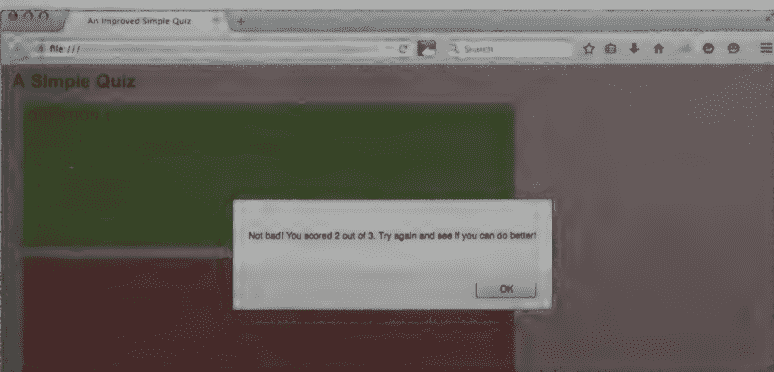 An Improved Simple Quiz
file:///
Search
A Simple Quiz
Not bad! You scored 2 out of 3. Try again and see if you can do better!
OK